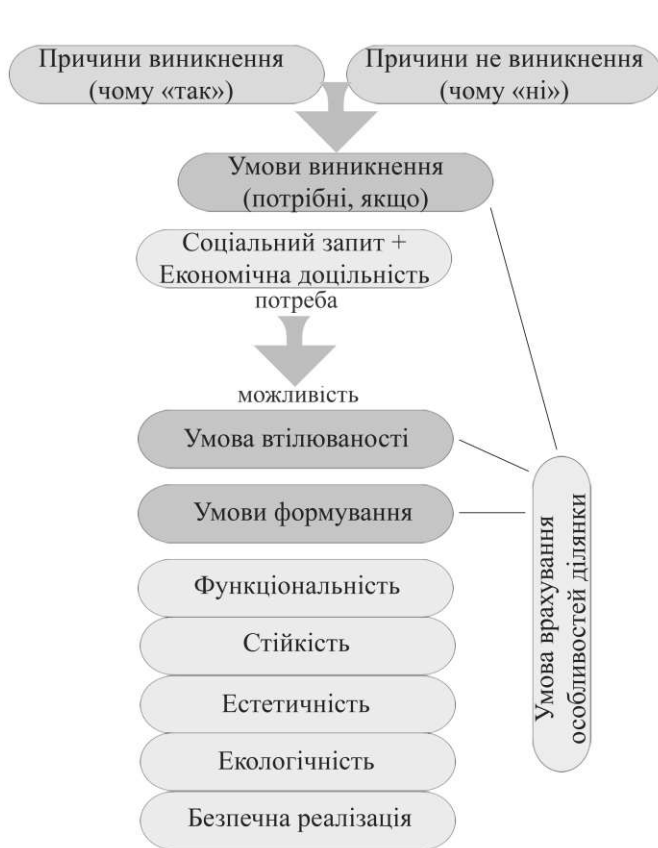 Причини виникнення
(чому «так»)
Причини не виникнення
(чому «ні»)
Умови виникнення
(потрібні, якщо)
Соціальний запит +
Економічна доцільність
потреба
можливість
Умова втілюваності
Умови формування
Функціональність
Стійкість
Естетичність
Екологічність
Безпечна реалізація
Умова врахування
особливостей ділянки